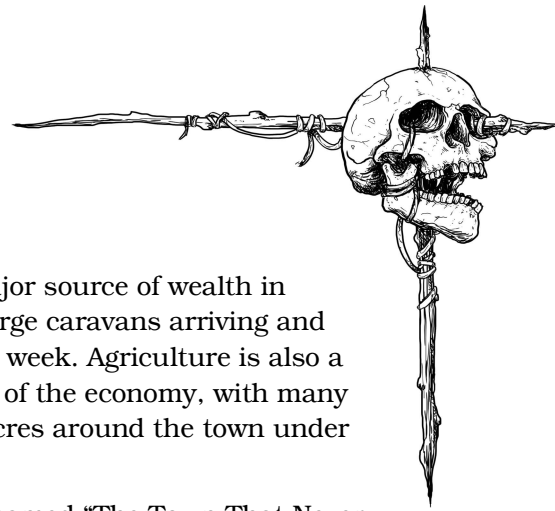 jor source of wealth in
rge caravans arriving and
week. Agriculture is also a
of the economy, with many
cres around the town under
named “The Town That Never